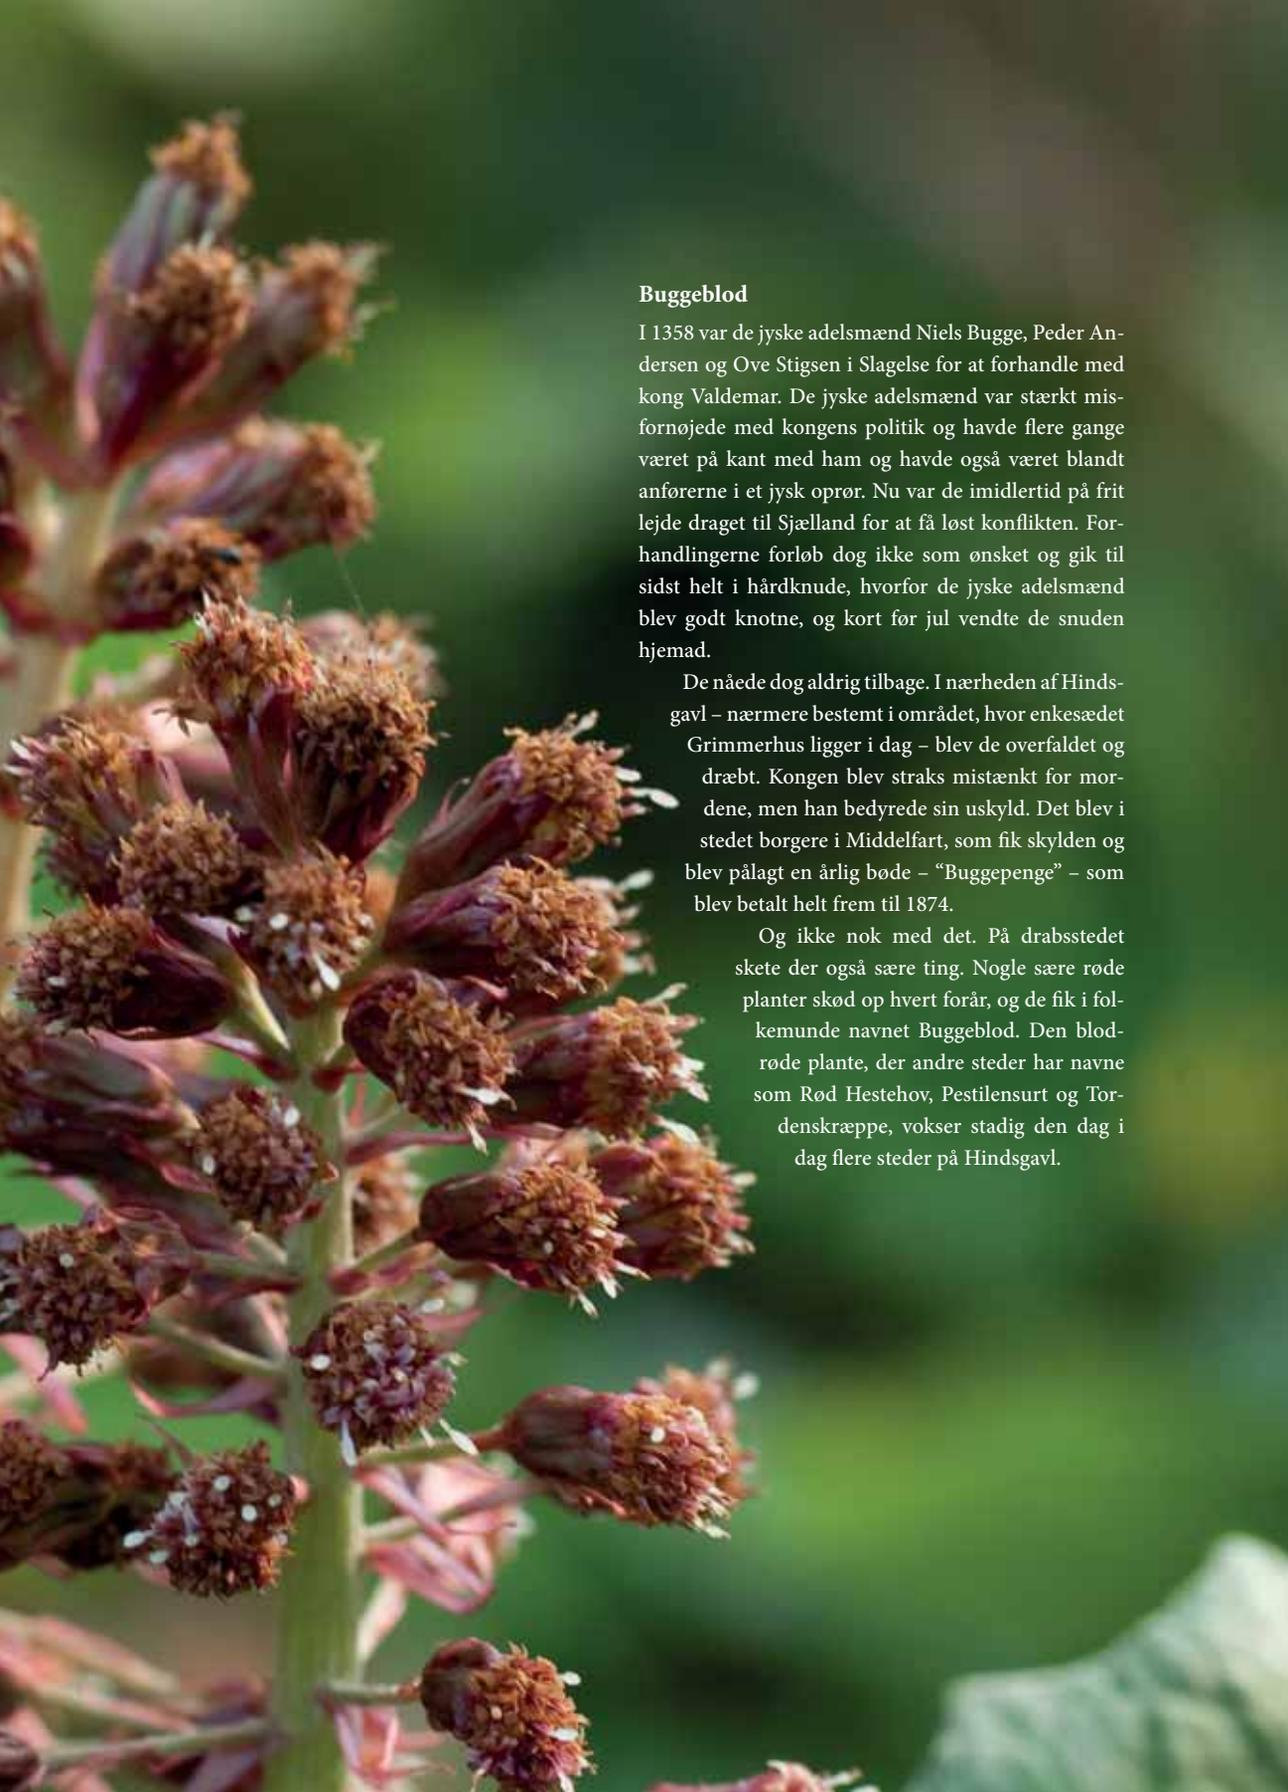 Buggeblod
I 1358 var de jyske adelsmænd Niels Bugge, Peder An-
dersen og Ove Stigsen i Slagelse for at forhandle med
kong Valdemar. De jyske adelsmænd var stærkt mis-
fornøjede med kongens politik og havde flere gange
været på kant med ham og havde også været blandt
anførerne i et jysk oprør. Nu var de imidlertid på frit
lejde draget til Sjælland for at få løst konflikten. For-
handlingerne forløb dog ikke som ønsket og gik til
sidst helt i hårdknude, hvorfor de jyske adelsmænd
blev godt knotne, og kort før jul vendte de snuden
hjemad.
De nåede dog aldrig tilbage. I nærheden af Hinds-
gavl – nærmere bestemt i området, hvor enkesædet
Grimmerhus ligger i dag – blev de overfaldet og
dræbt. Kongen blev straks mistænkt for mor-
dene, men han bedyrede sin uskyld. Det blev i
stedet borgere i Middelfart, som fik skylden og
blev pålagt en årlig bøde – “Buggepenge” – som
blev betalt helt frem til 1874.
Og ikke nok med det. På drabsstedet
skete der også sære ting. Nogle sære røde
planter skød op hvert forår, og de fik i fol-
kemunde navnet Buggeblod. Den blod-
røde plante, der andre steder har navne
som Rød Hestehov, Pestilensurt og Tor-
denskræppe, vokser stadig den dag i
dag flere steder på Hindsgavl.